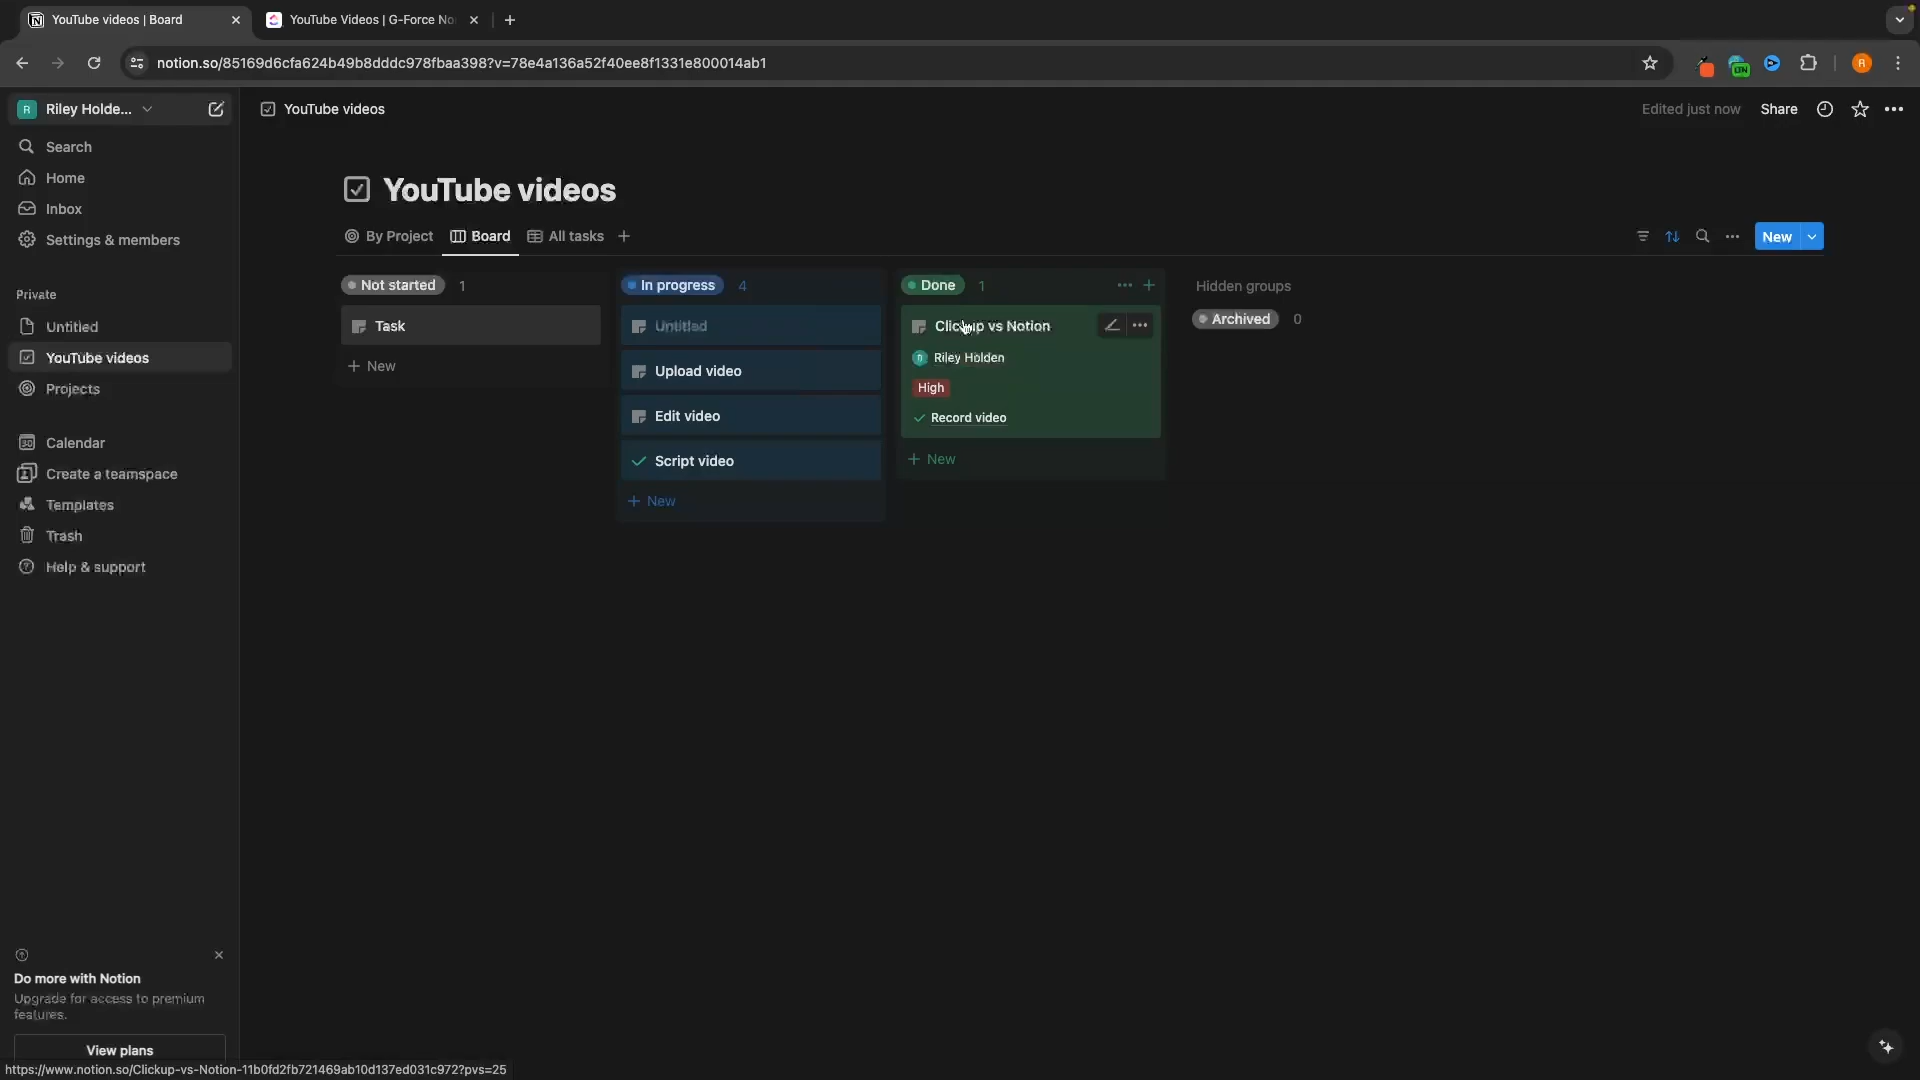 YouTube videos | Board
YouTube Videos | G-Force No
notion.so/85169d6cfa624b49b8dddc978fbaa398?v=78e4a136a52f40ee8f1331e800014ab1
R
R Riley Holde...
YouTube videos
Edited just now
Share
Search
Home
Inbox
Settings & members
Private
Untitled
YouTube videos
Projects
Calendar
Create a teamspace
Templates
Trash
Help & support
Do more with Notion
Upgrade for access to premium
features.
View plans
YouTube videos
By Project
Board
All tasks
New
Not started 1
Task
New
In progress 4
Untitled
Upload video
Edit video
Script video
New
Done 1
Clickup vs Notion
Riley Holden
High
Record video
New
Hidden groups
Archived 0
https://www.notion.so/Clickup-vs-Notion-11b0fd2fb721469ab10d137ed031c972?pvs=25